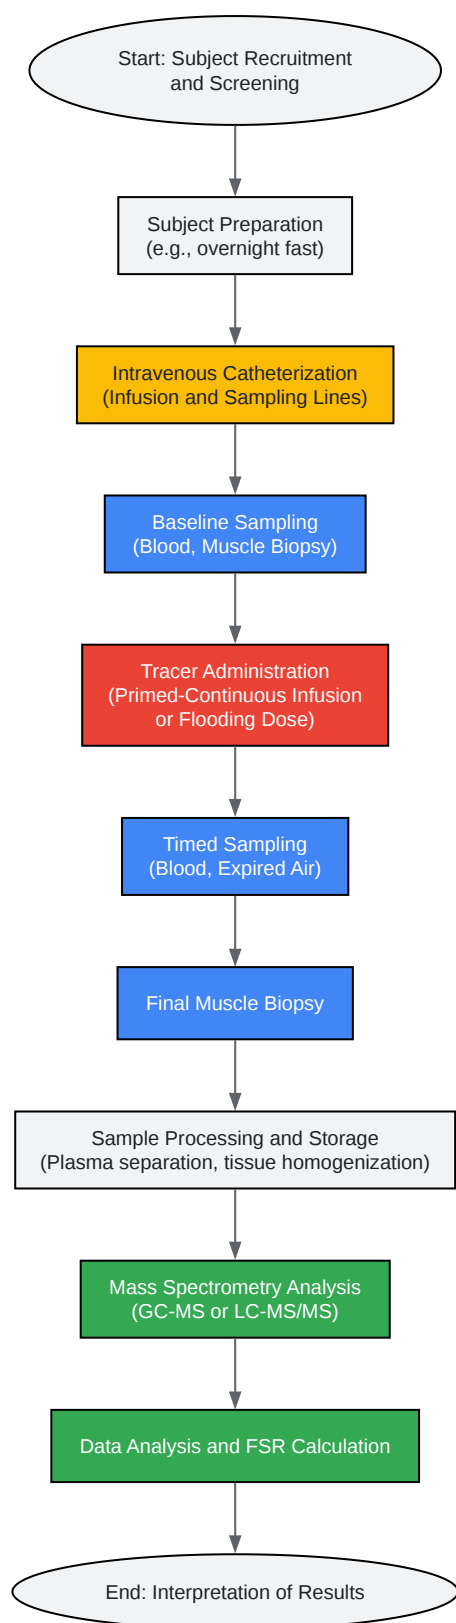 Start: Subject Recruitment
and Screening
Subject Preparation
(e.g., overnight fast)
Intravenous Catheterization
(Infusion and Sampling Lines)
Baseline Sampling
(Blood, Muscle Biopsy)
Tracer Administration
(Primed-Continuous Infusion
or Flooding Dose)
Timed Sampling
(Blood, Expired Air)
Final Muscle Biopsy
Sample Processing and Storage
(Plasma separation, tissue homogenization)
Mass Spectrometry Analysis
(GC-MS or LC-MS/MS)
Data Analysis and FSR Calculation
End: Interpretation of Results